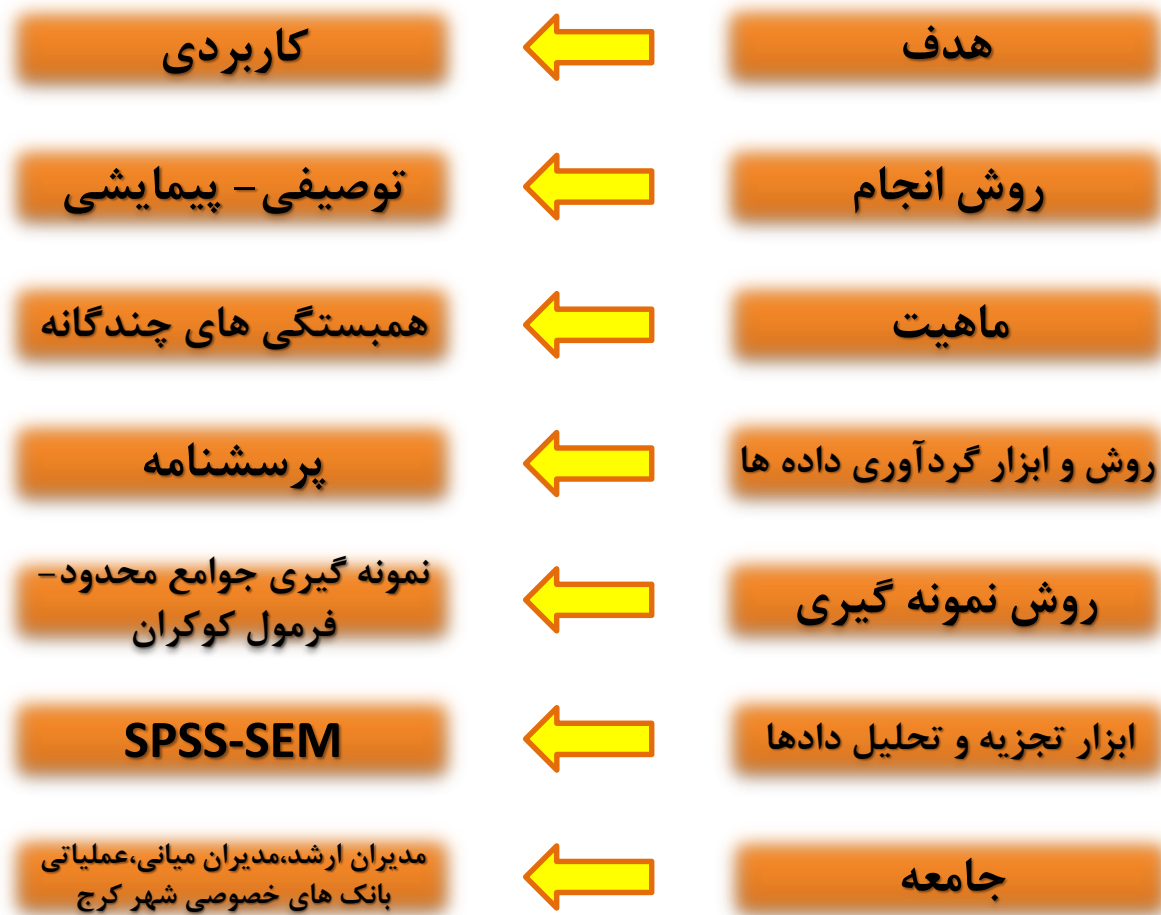 هدف
کاربردی
روش انجام
توصیفی- پیمایشی
ماهیت
همبستگی های چندگانه
روش و ابزار گردآوری داده ها
پرسشنامه
روش نمونه گیری
نمونه گیری جوامع محدود-
فرمول کوکران
ابزار تجزیه و تحلیل دادها
SPSS-SEM
جامعه
مدیران ارشد،مدیران میانی،عملیاتی
بانک های خصوصی شهر کرج